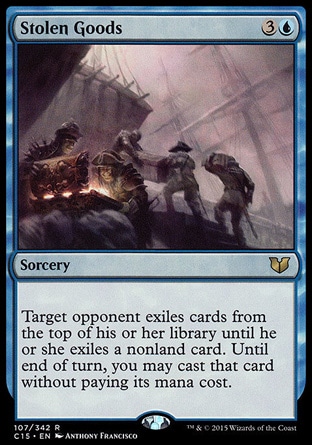 Stolen Goods 3
Sorcery
Target opponent exiles cards from
the top of his or her library until he
or she exiles a nonland card. Until
end of turn, you may cast that card
without paying its mana cost.
107/342 R
C15 • EN Anthony Francisco ™ & © 2015 Wizards of the Coast